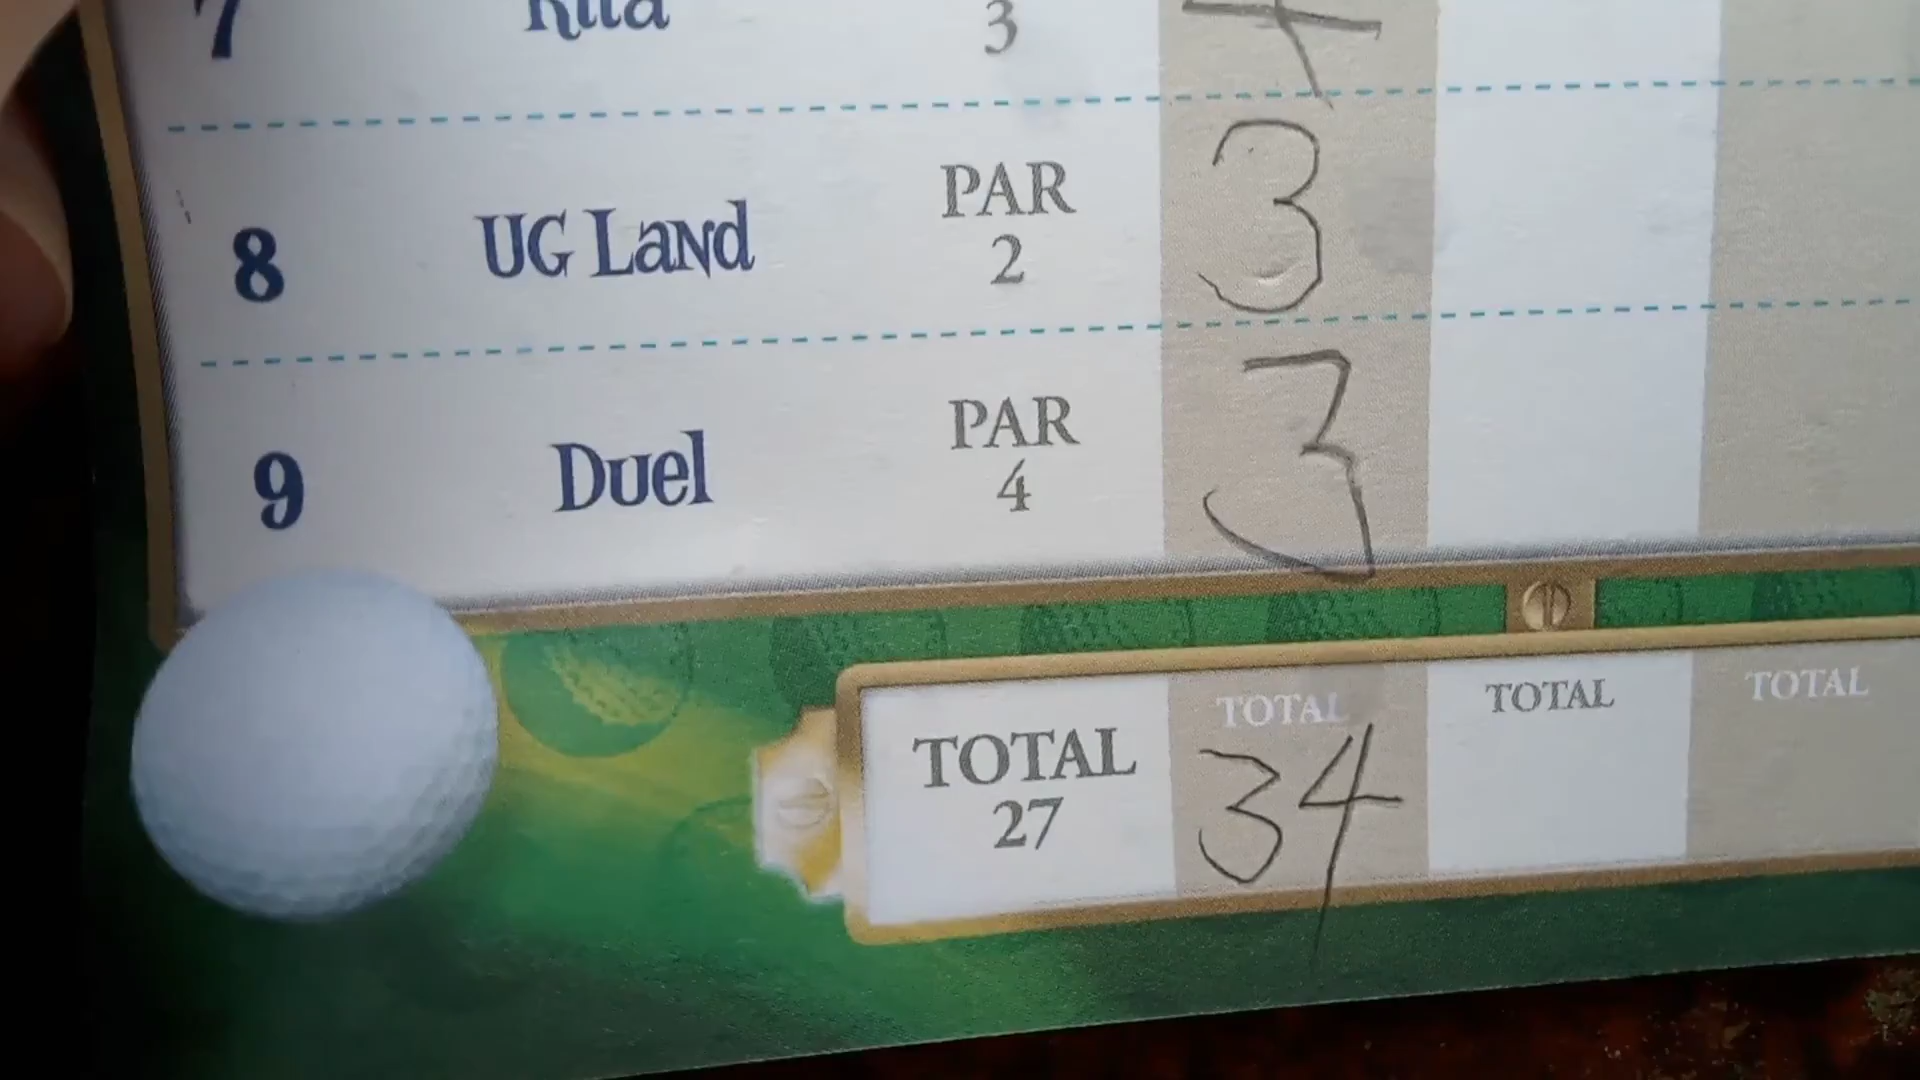 7 Rita 3 4
8 UG Land PAR 2 3
9 Duel PAR 4 3
TOTAL 27 TOTAL 34 TOTAL TOTAL